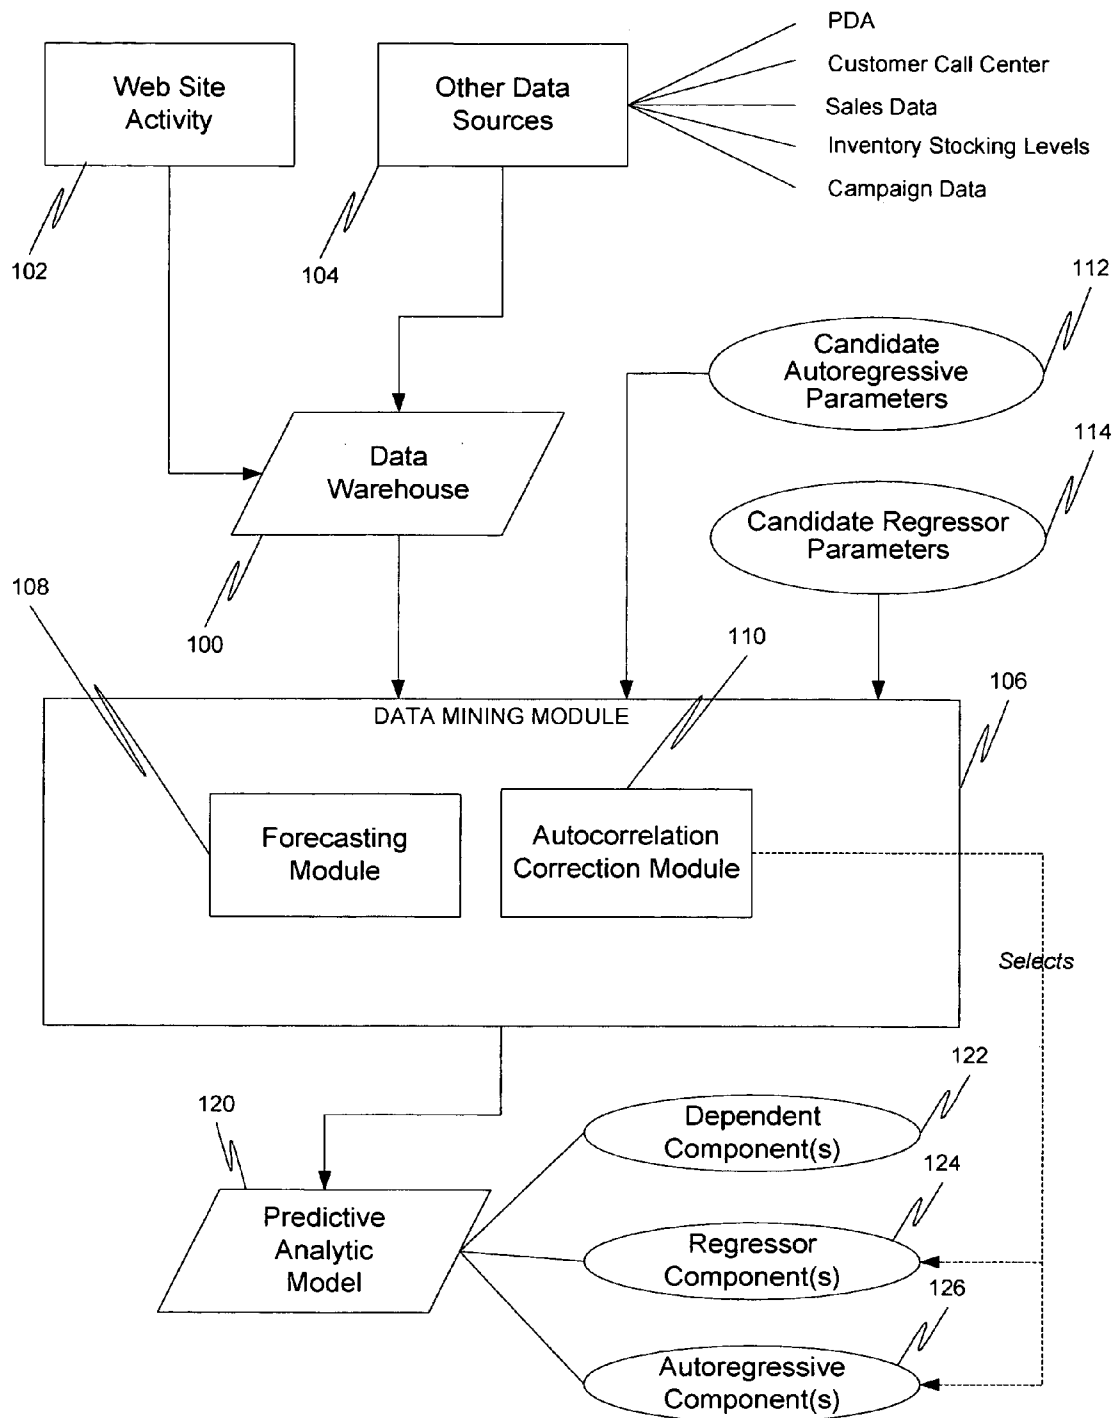 PDA
Web Site
Activity
Other Data
Sources
Customer Call Center
Sales Data
Inventory Stocking Levels
Campaign Data
102
104
112
Candidate
Autoregressive
Parameters
114
Data
Warehouse
Candidate Regressor
Parameters
108
100
110
106
DATA MINING MODULE
Forecasting
Module
Autocorrelation
Correction Module
Selects
122
120
Dependent
Component(s)
124
Predictive
Analytic
Model
Regressor
Component(s)
126
Autoregressive
Component(s)